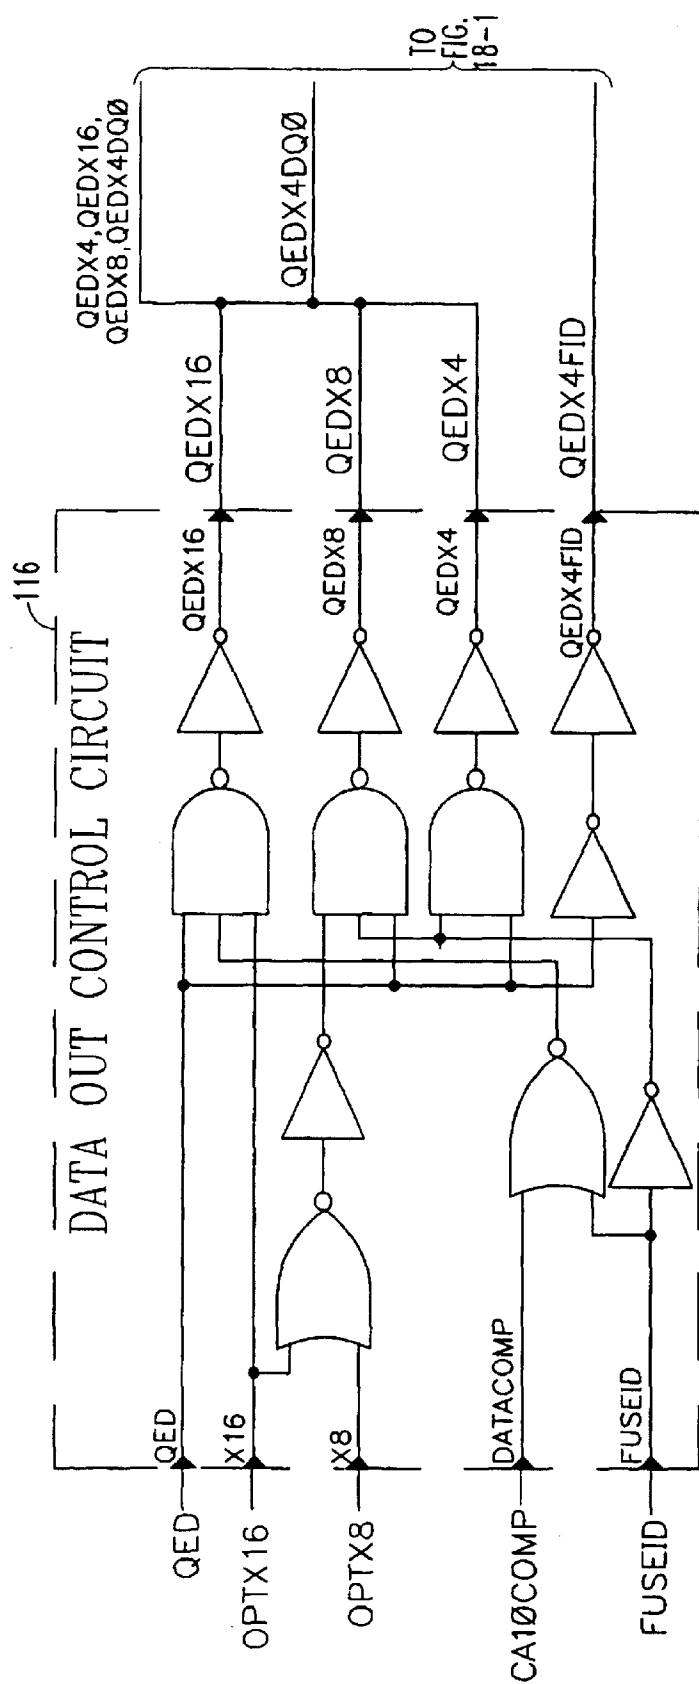 116
DATA OUT CONTROL CIRCUIT
QED
QED
OPTX16
X16
OPTX8
X8
CA10COMP
DATACOMP
FUSEID
FUSEID
QEDX16
QEDX16
QEDX8
QEDX8
QEDX4
QEDX4
QEDX4FID
QEDX4FID
QEDX4,QEDX16,
QEDX8,QEDX4DQ0
QEDX4DQ0
TO
FIG.
18-1